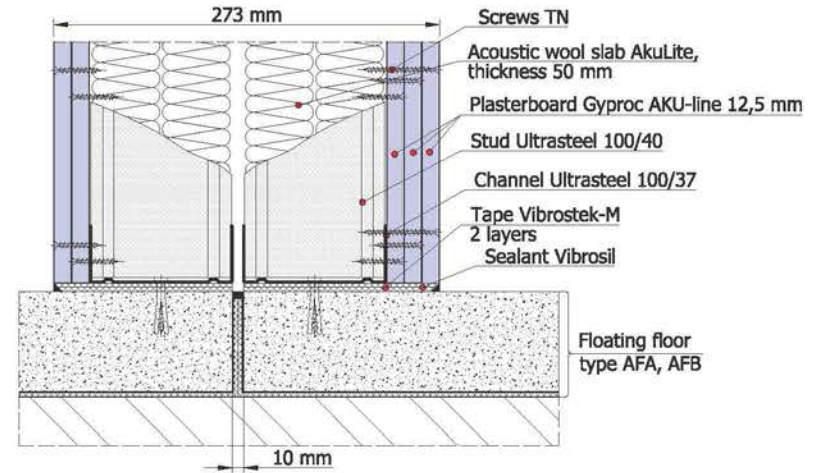 273 mm
Screws TN
Acoustic wool slab AkuLite,
thickness 50 mm
Plasterboard Gyproc AKU-line 12,5 mm
Stud Ultrasteel 100/40
Channel Ultrasteel 100/37
Tape Vibrostek-M
2 layers
Sealant Vibrosil
Floating floor
type AFA, AFB
10 mm